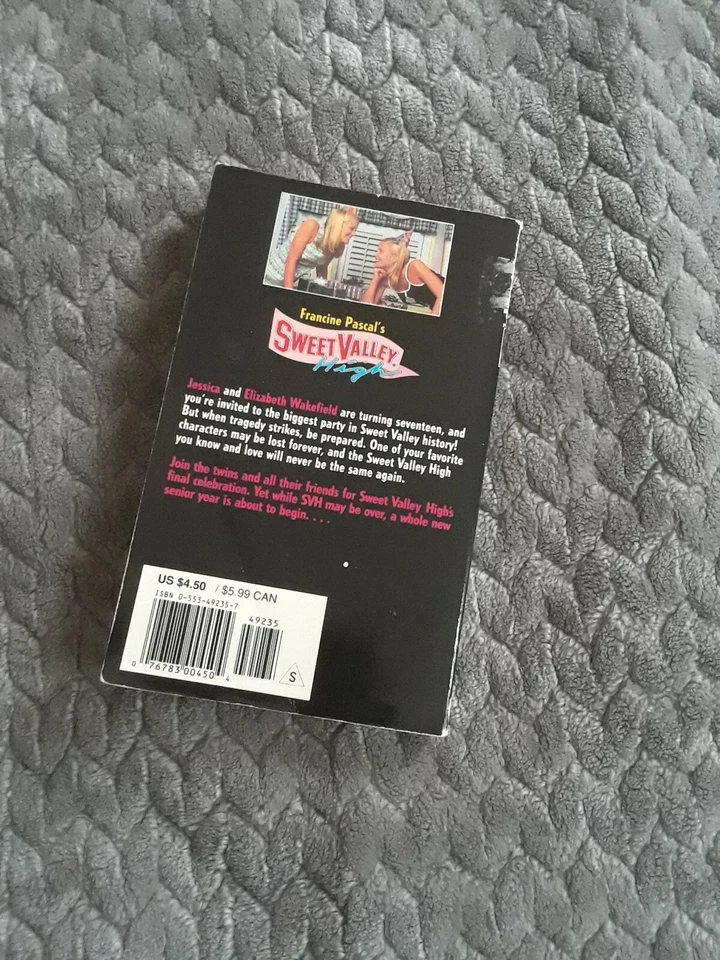 Francine Pascal's
SWEET VALLEY
High
Jessica and Elizabeth Wakefield are turning seventeen, and
you're invited to the biggest party in Sweet Valley history!
But when tragedy strikes, be prepared. One of your favorite
characters may be lost forever, and the Sweet Valley High
you know and love will never be the same again.
Join the twins and all their friends for Sweet Valley High's
final celebration. Yet while SVH may be over, a whole new
senior year is about to begin. . . .
US $4.50 / $5.99 CAN
ISBN 0-553-49235-7
49235
0 76783 00450 4
S